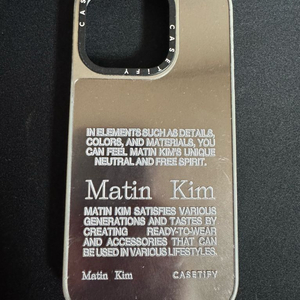 CASETiFY
IN ELEMENTS SUCH AS DETAILS,
COLORS, AND MATERIALS, YOU
CAN FEEL MATIN KIM'S UNIQUE
NEUTRAL AND FREE SPIRIT.
Matin Kim
MATIN KIM SATISFIES VARIOUS
GENERATIONS AND TASTES BY
CREATING READY-TO-WEAR
AND ACCESSORIES THAT CAN
BE USED IN VARIOUS LIFESTYLES.
Matin Kim CASETiFY